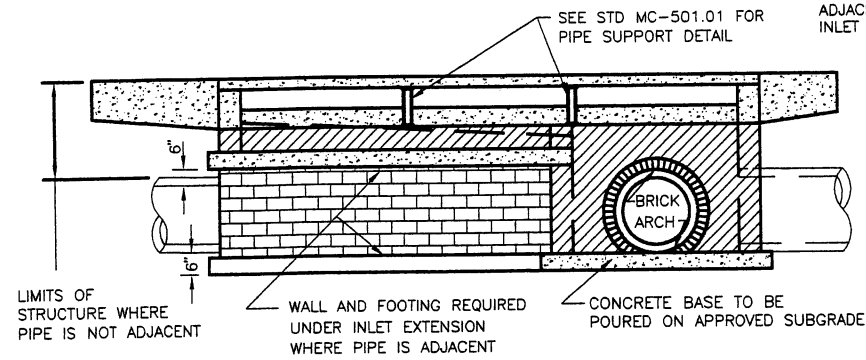 SEE STD MC-501.01 FOR
PIPE SUPPORT DETAIL
ADJAC
INLET
6"
BRICK
ARCH
6"
LIMITS OF
STRUCTURE WHERE
PIPE IS NOT ADJACENT
WALL AND FOOTING REQUIRED
UNDER INLET EXTENSION
WHERE PIPE IS ADJACENT
CONCRETE BASE TO BE
POURED ON APPROVED SUBGRADE